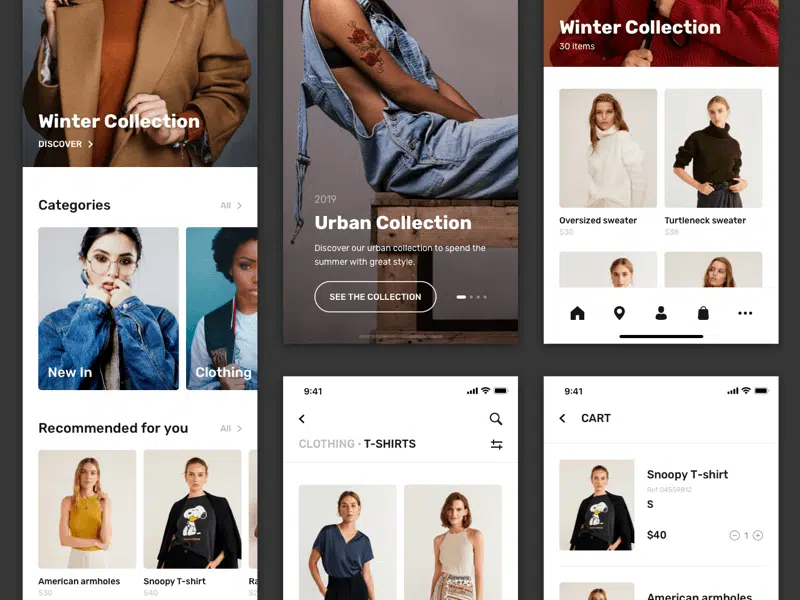 Winter Collection
DISCOVER
Categories
All
New In
Clothing
Recommended for you
All
American armholes
$30
Snoopy T-shirt
$40
2019
Urban Collection
Discover our urban collection to spend the
summer with great style.
SEE THE COLLECTION
9:41
CLOTHING · T-SHIRTS
Winter Collection
30 Items
Oversized sweater
$30
Turtleneck sweater
$36
9:41
CART
Snoopy T-shirt
Ref.04559812
S
$40
1
American armholes